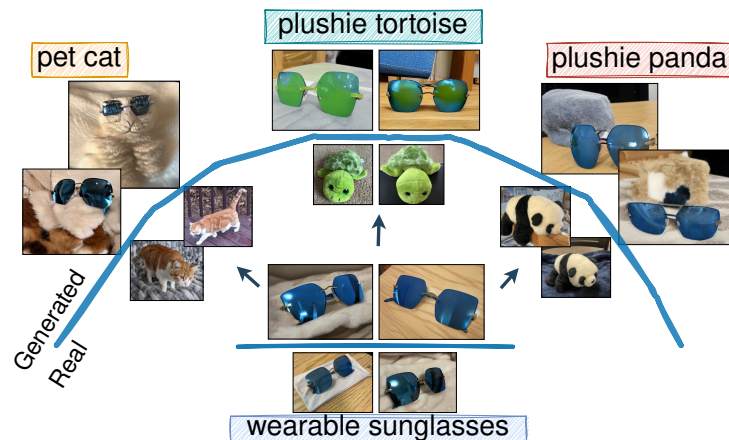 plushie tortoise
pet cat
plushie panda
Generated
Real
wearable sunglasses